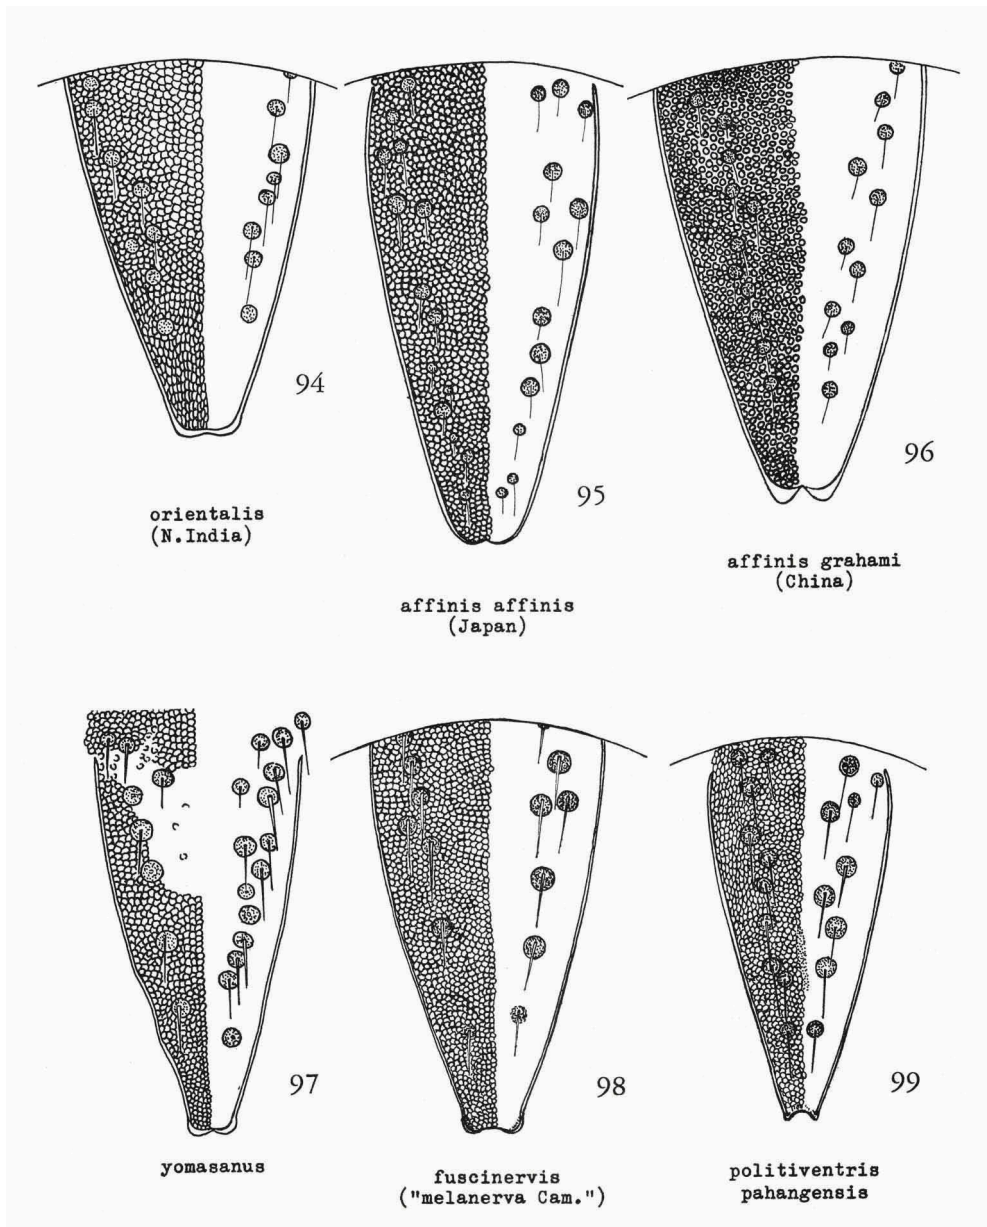 94
orientalis
(N.India)
95
affinis affinis
(Japan)
96
affinis grahami
(China)
97
yomasanus
98
fuscinervis
("melanerva Cam.")
99
politiventris
pahangensis